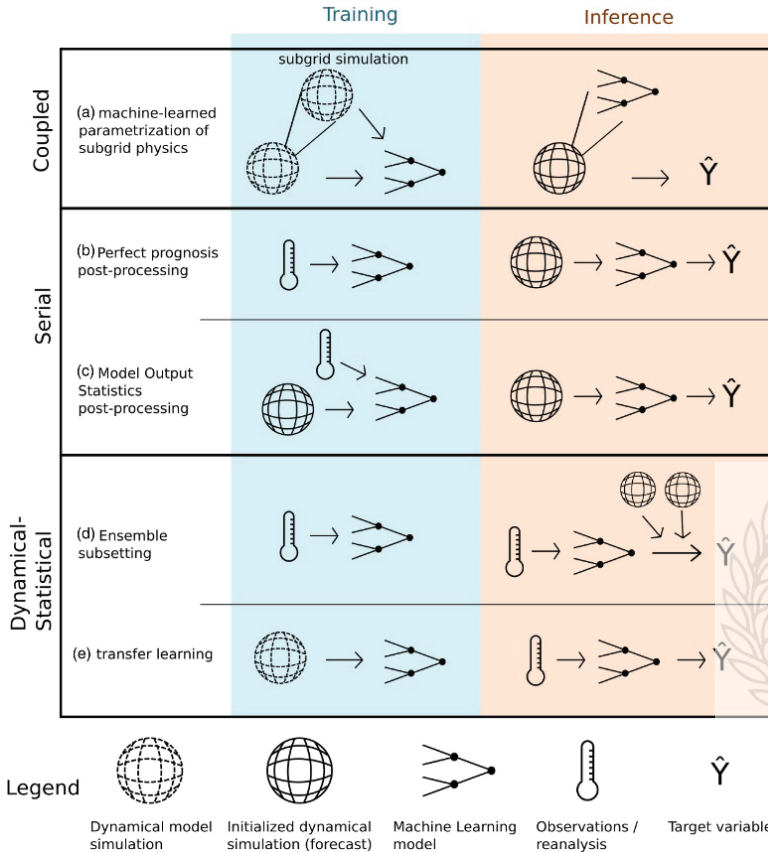 Training
Inference
Coupled
(a) machine-learned
parametrization of
subgrid physics
subgrid simulation
Ŷ
Serial
(b) Perfect prognosis
post-processing
Ŷ
(c) Model Output
Statistics
post-processing
Ŷ
Dynamical-
Statistical
(d) Ensemble
subsetting
Ŷ
(e) transfer learning
Ŷ
Legend
Ŷ
Dynamical model
simulation
Initialized dynamical
simulation (forecast)
Machine Learning
model
Observations /
reanalysis
Target variable